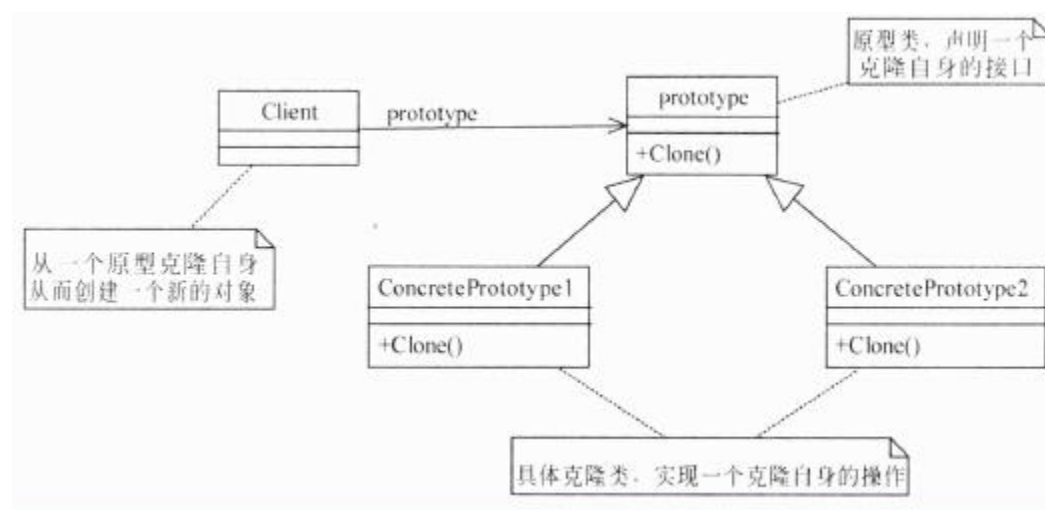 原型类，声明一个
克隆自身的接口
Client
prototype
prototype
+Clone()
从一个原型克隆自身
从而创建一个新的对象
ConcretePrototype1
+Clone()
ConcretePrototype2
+Clone()
具体克隆类，实现一个克隆自身的操作